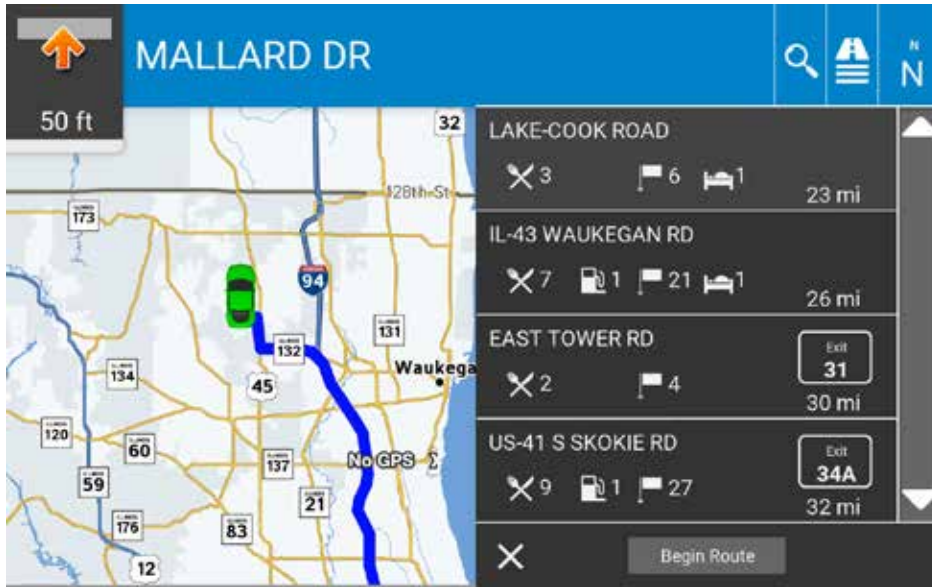 MALLARD DR
N
N
50 ft
32
128th St
173
94
131
132
Waukega
134
45
120
60
137
No GPS
59
21
176
83
12
LAKE-COOK ROAD
3 6 1
23 mi
IL-43 WAUKEGAN RD
7 1 21 1
26 mi
EAST TOWER RD
Exit
31
2 4
30 mi
US-41 S SKOKIE RD
Exit
34A
9 1 27
32 mi
Begin Route